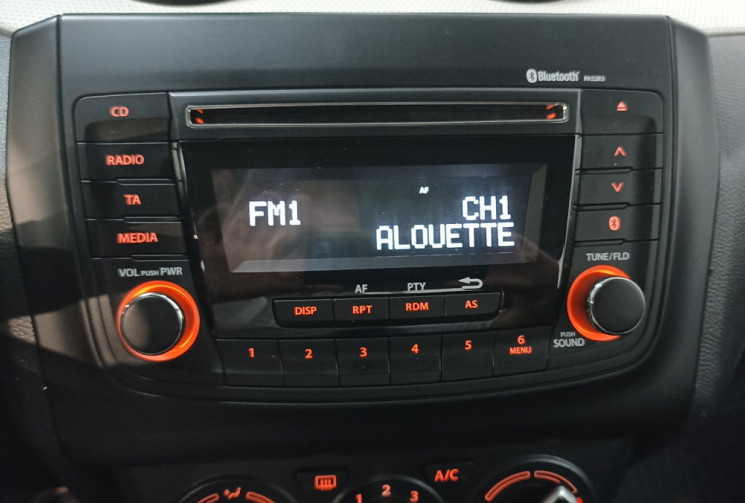 Bluetooth FK52R3
CD
RADIO
TA
MEDIA
AF
FM1 CH1
ALOUETTE
VOL PUSH PWR
TUNE/FLD
AF PTY
DISP RPT RDM AS
1 2 3 4 5 6
MENU
PUSH
SOUND
A/C
1 2 3